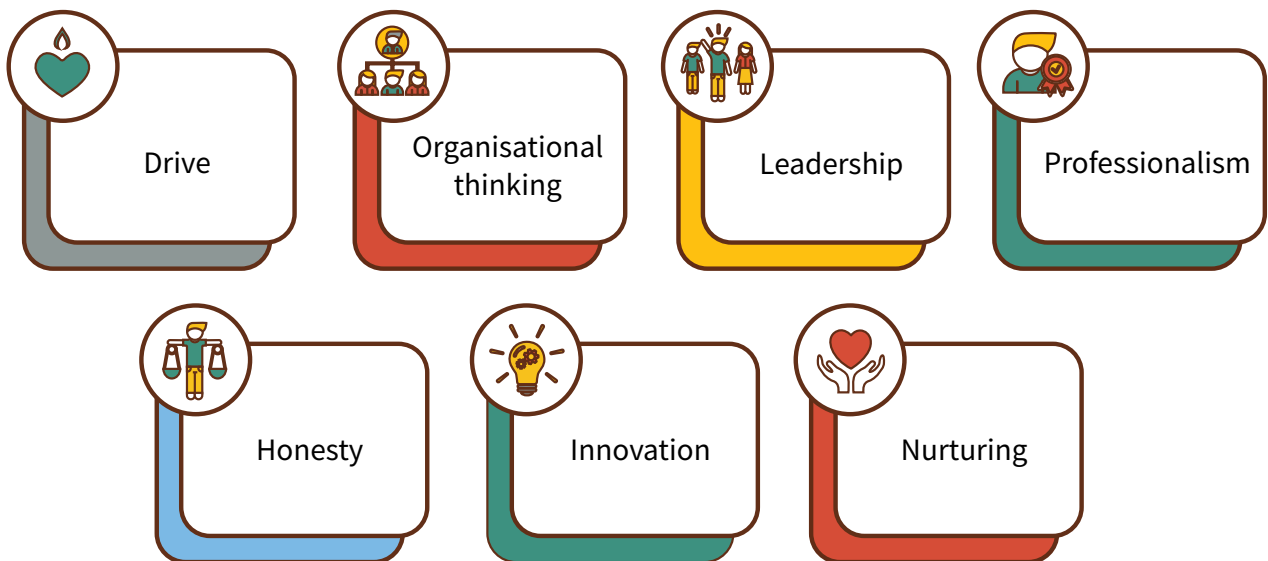 Drive
Organisational
thinking
Leadership
Professionalism
Honesty
Innovation
Nurturing